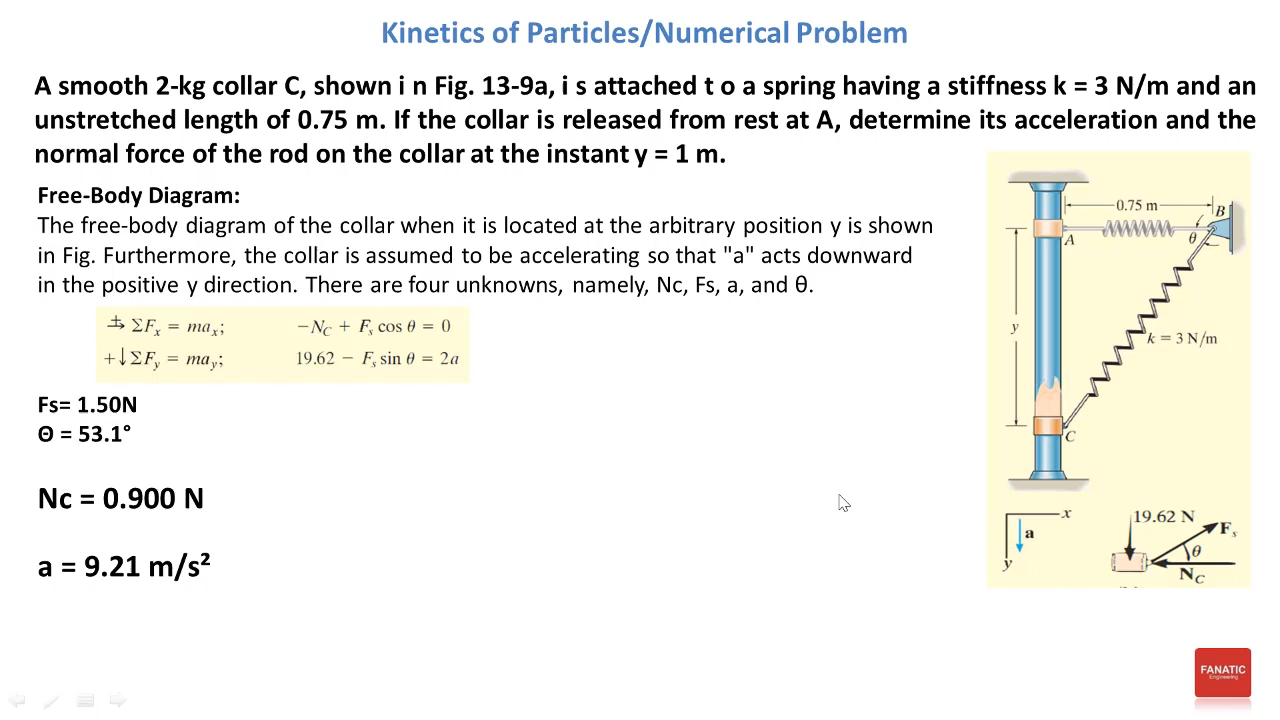 Kinetics of Particles/Numerical Problem
A smooth 2-kg collar C, shown i n Fig. 13-9a, i s attached t o a spring having a stiffness k = 3 N/m and an
unstretched length of 0.75 m. If the collar is released from rest at A, determine its acceleration and the
normal force of the rod on the collar at the instant y = 1 m.
Free-Body Diagram:
The free-body diagram of the collar when it is located at the arbitrary position y is shown
in Fig. Furthermore, the collar is assumed to be accelerating so that "a" acts downward
in the positive y direction. There are four unknowns, namely, Nc, Fs, a, and θ.
+→ ΣFx = max; −NC + Fs cos θ = 0
+↓ΣFy = may; 19.62 − Fs sin θ = 2a
Fs= 1.50N
Θ = 53.1°
Nc = 0.900 N
a = 9.21 m/s²
0.75 m
B
A
θ
y
k = 3 N/m
C
x
a
y
19.62 N
Fs
θ
NC
FANATIC
Engineering